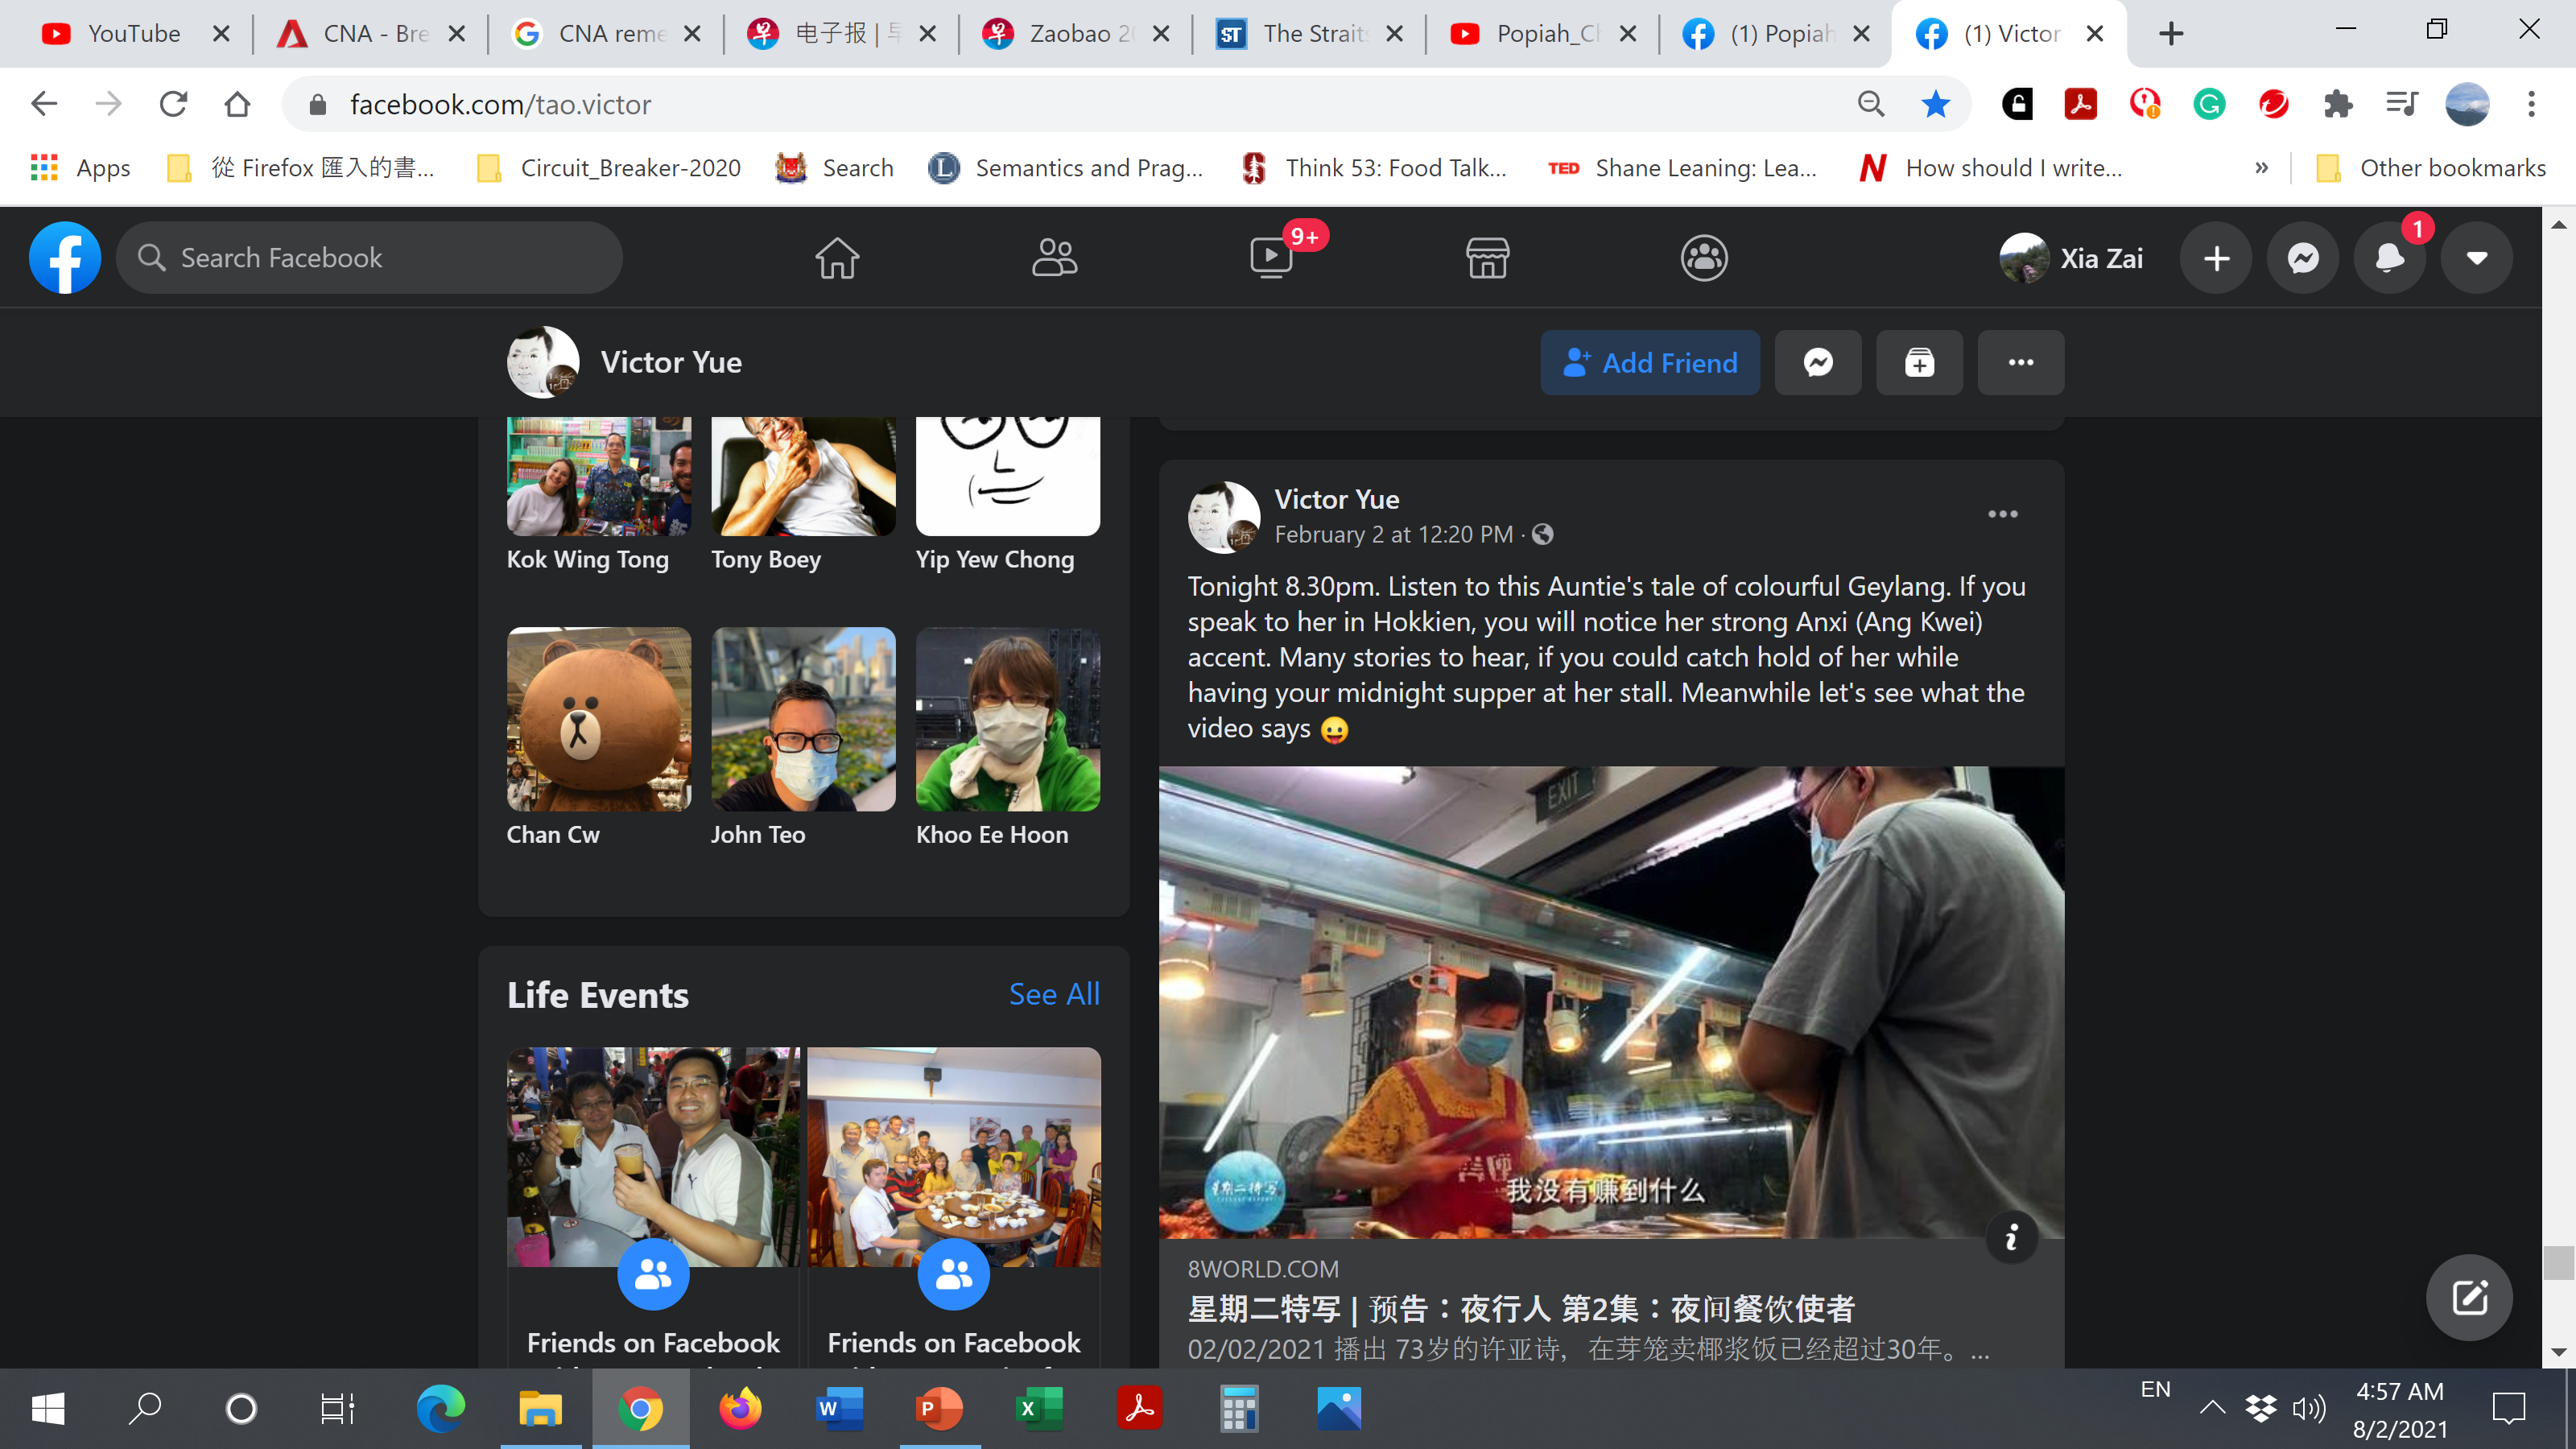 YouTube
CNA - Bre
CNA reme
电子报 | 早
Zaobao 20
The Straits
Popiah_Ch
(1) Popiah
(1) Victor
facebook.com/tao.victor
Apps
從 Firefox 匯入的書...
Circuit_Breaker-2020
Search
Semantics and Prag...
Think 53: Food Talk...
TED
Shane Leaning: Lea...
How should I write...
»
Other bookmarks
Search Facebook
9+
Xia Zai
1
Victor Yue
Add Friend
Kok Wing Tong
Tony Boey
Yip Yew Chong
Chan Cw
John Teo
Khoo Ee Hoon
Life Events
See All
Friends on Facebook
Friends on Facebook
Victor Yue
February 2 at 12:20 PM ·
Tonight 8.30pm. Listen to this Auntie's tale of colourful Geylang. If you
speak to her in Hokkien, you will notice her strong Anxi (Ang Kwei)
accent. Many stories to hear, if you could catch hold of her while
having your midnight supper at her stall. Meanwhile let's see what the
video says 😛
EXIT
星期二特写
我没有赚到什么
8WORLD.COM
星期二特写 | 预告：夜行人 第2集：夜间餐饮使者
02/02/2021 播出 73岁的许亚诗，在芽笼卖椰浆饭已经超过30年。...
EN
4:57 AM
8/2/2021